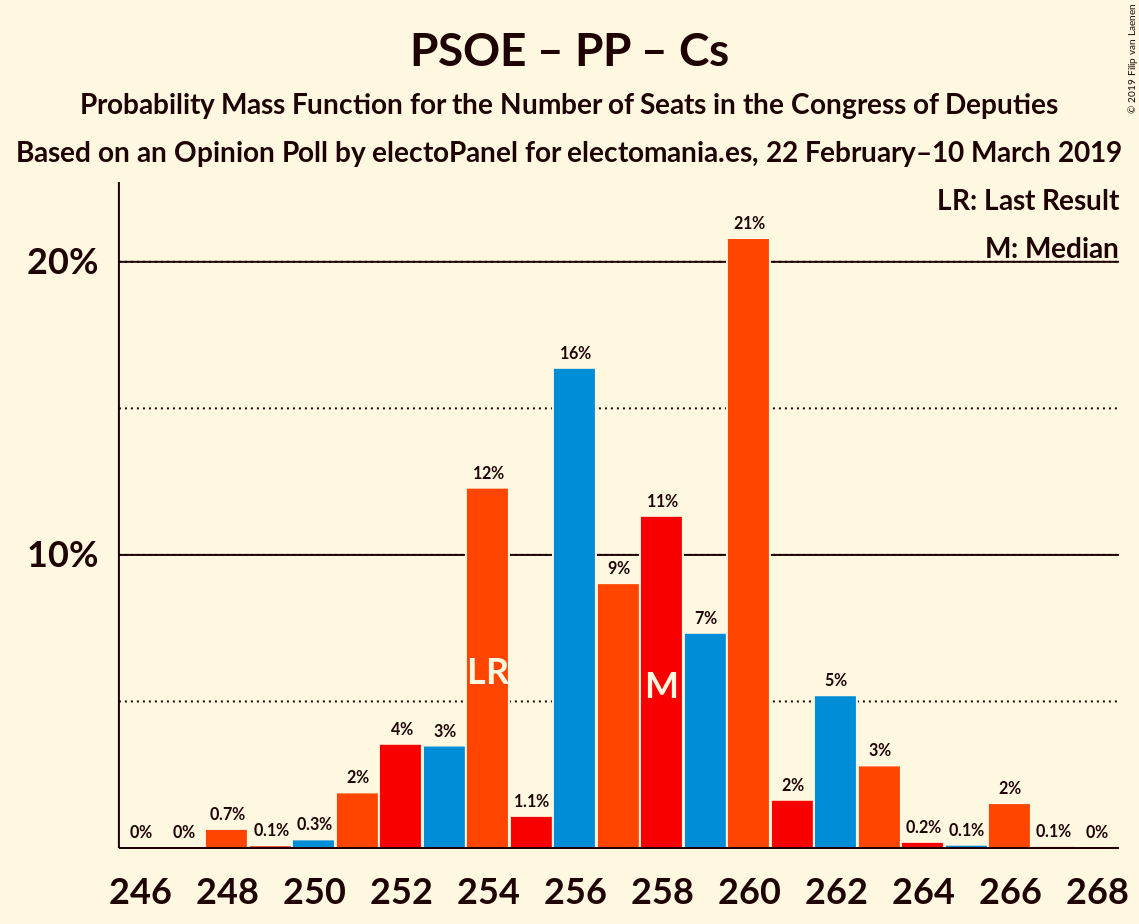 PSOE – PP – Cs
Probability Mass Function for the Number of Seats in the Congress of Deputies
Based on an Opinion Poll by electoPanel for electomania.es, 22 February–10 March 2019
© 2019 Filip van Laenen
LR: Last Result
M: Median
20%
10%
0%
0%
0.7%
0.1%
0.3%
2%
4%
3%
12%
1.1%
16%
9%
11%
7%
21%
2%
5%
3%
0.2%
0.1%
2%
0.1%
0%
LR
M
246 248 250 252 254 256 258 260 262 264 266 268